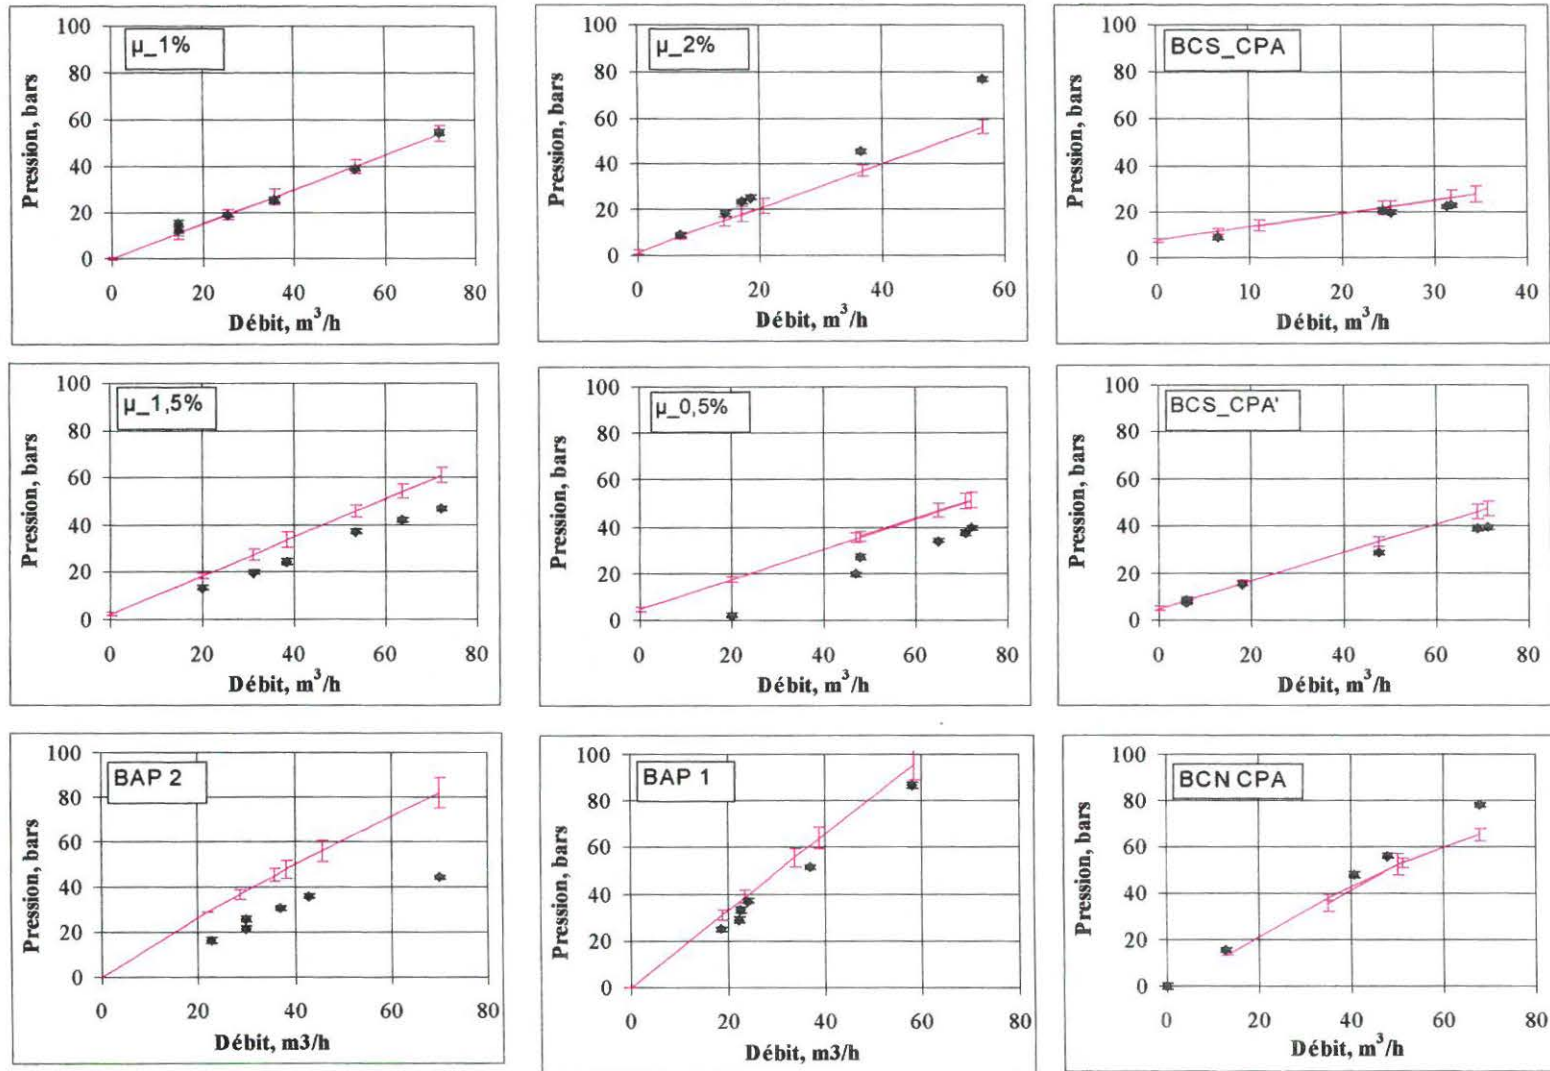 μ_1%
Pression, bars
100
80
60
40
20
0
0 20 40 60 80
Débit, m³/h
μ_2%
Pression, bars
100
80
60
40
20
0
0 20 40 60
Débit, m³/h
BCS_CPA
Pression, bars
100
80
60
40
20
0
0 10 20 30 40
Débit, m³/h
μ_1,5%
Pression, bars
100
80
60
40
20
0
0 20 40 60 80
Débit, m³/h
μ_0,5%
Pression, bars
100
80
60
40
20
0
0 20 40 60 80
Débit, m³/h
BCS_CPA'
Pression, bars
100
80
60
40
20
0
0 20 40 60 80
Débit, m³/h
BAP 2
Pression, bars
100
80
60
40
20
0
0 20 40 60 80
Débit, m3/h
BAP 1
Pression, bars
100
80
60
40
20
0
0 20 40 60 80
Débit, m3/h
BCN CPA
Pression, bars
100
80
60
40
20
0
0 20 40 60 80
Débit, m³/h